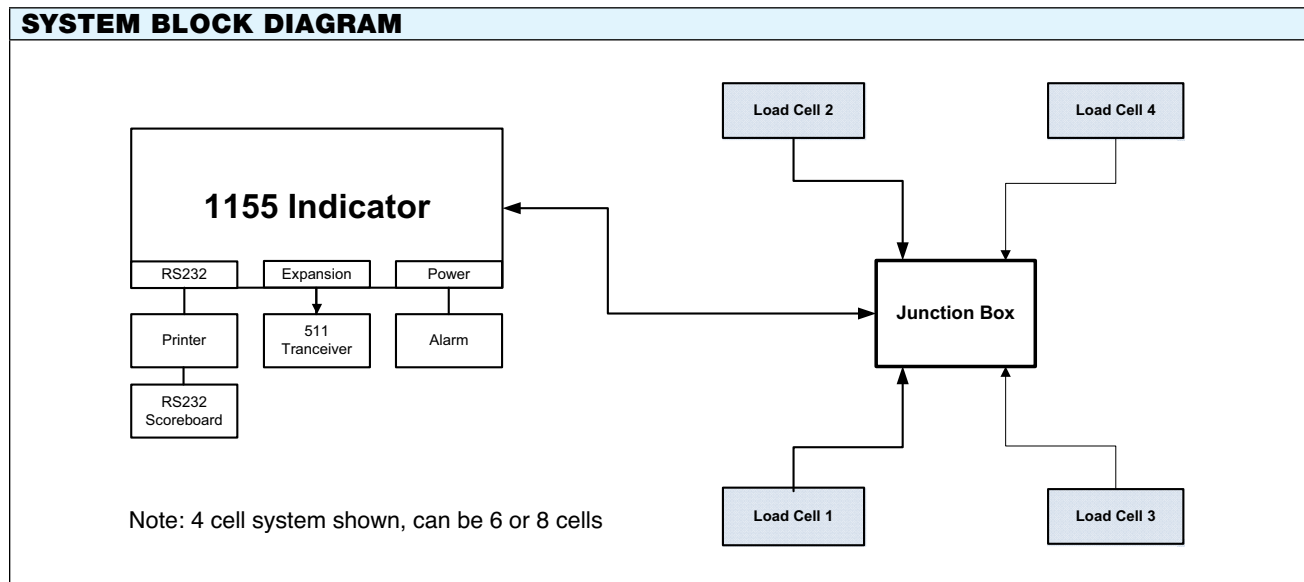 SYSTEM BLOCK DIAGRAM
Load Cell 2
Load Cell 4
1155 Indicator
RS232
Expansion
Power
Printer
511
Tranceiver
Alarm
RS232
Scoreboard
Junction Box
Load Cell 1
Load Cell 3
Note: 4 cell system shown, can be 6 or 8 cells